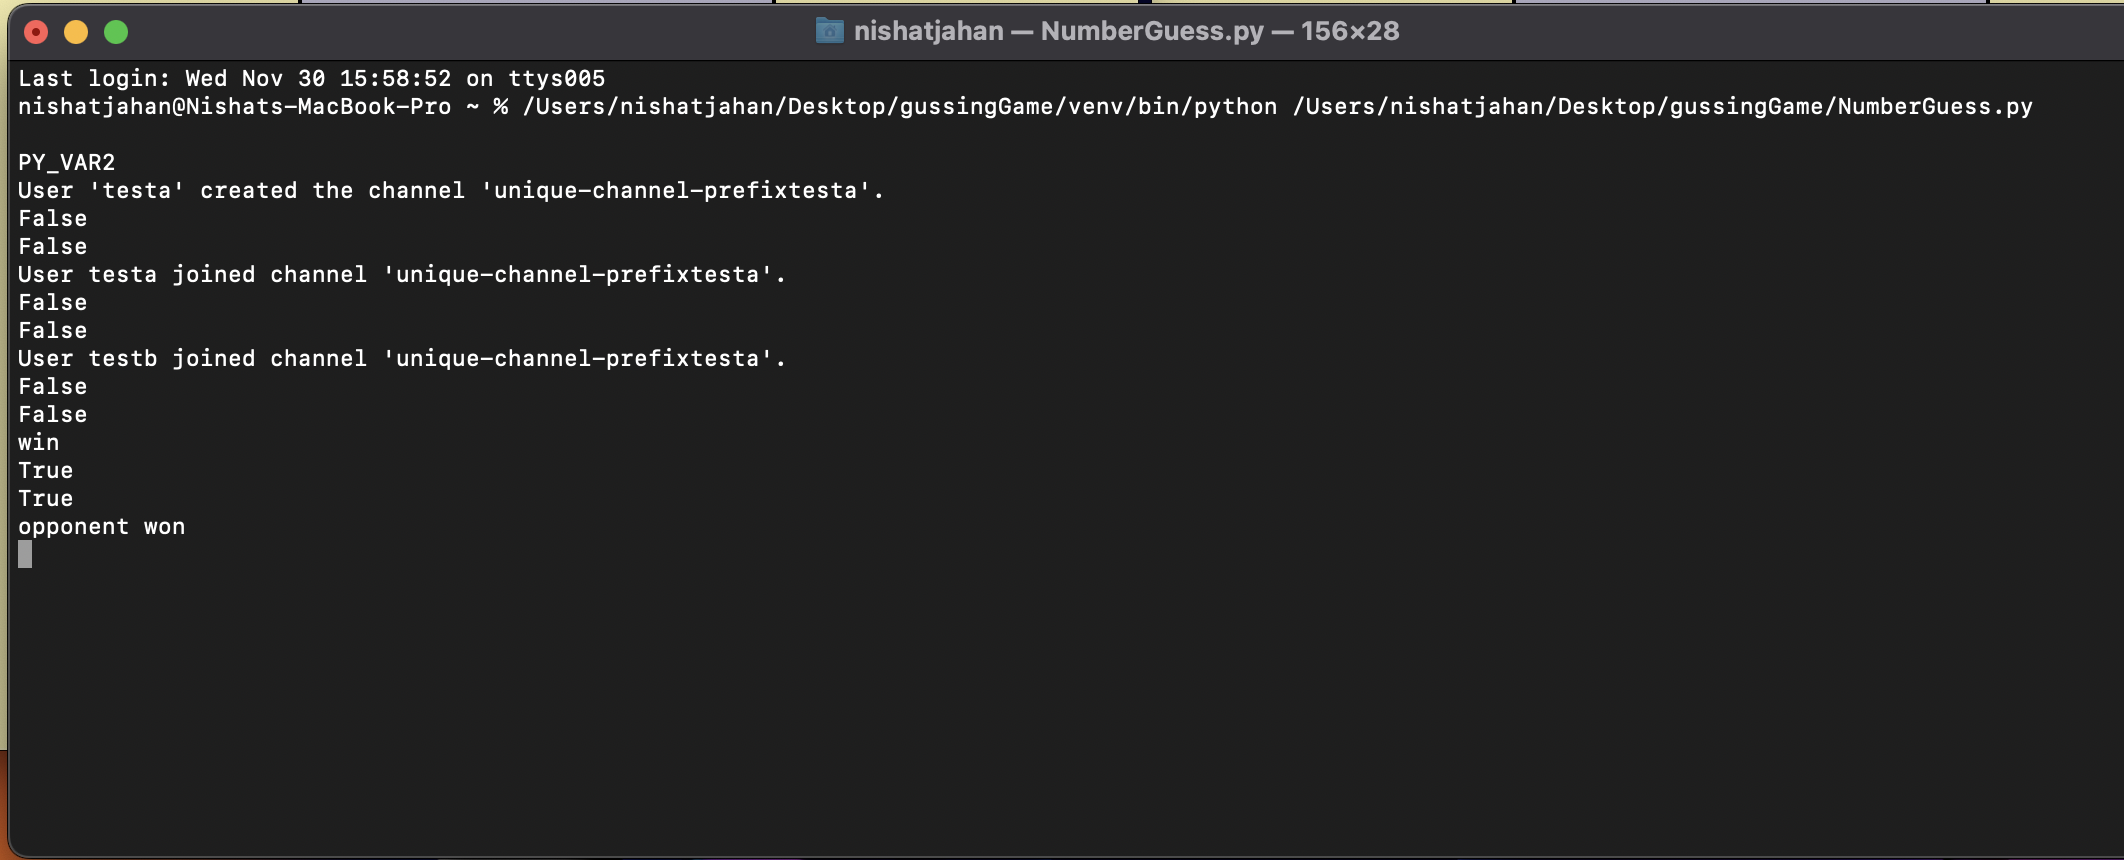 nishatjahan — NumberGuess.py — 156×28
Last login: Wed Nov 30 15:58:52 on ttys005
nishatjahan@Nishats-MacBook-Pro ~ % /Users/nishatjahan/Desktop/gussingGame/venv/bin/python /Users/nishatjahan/Desktop/gussingGame/NumberGuess.py
PY_VAR2
User 'testa' created the channel 'unique-channel-prefixtesta'.
False
False
User testa joined channel 'unique-channel-prefixtesta'.
False
False
User testb joined channel 'unique-channel-prefixtesta'.
False
False
win
True
True
opponent won